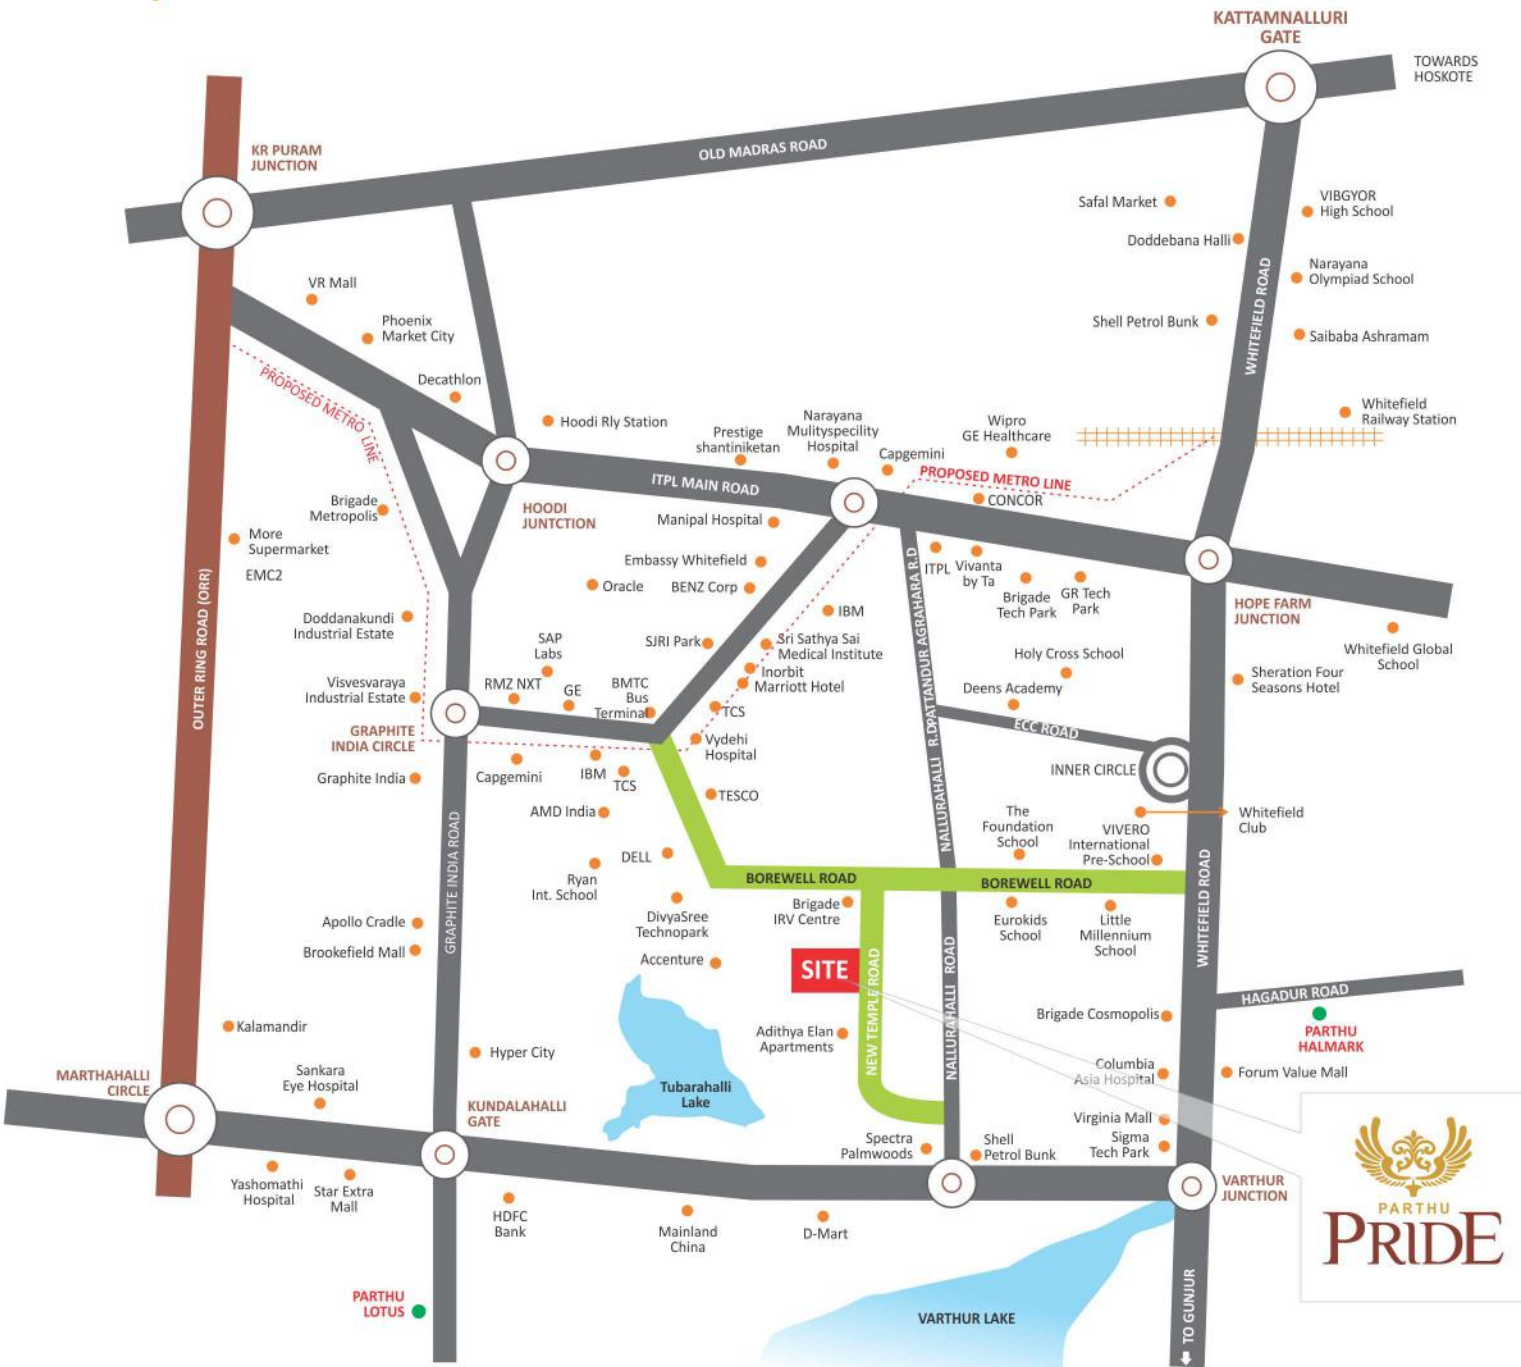 KATTAMNALLURI
GATE
TOWARDS
HOSKOTE
KR PURAM
JUNCTION
OLD MADRAS ROAD
Safal Market
VIBGYOR
High School
Doddebana Halli
Narayana
Olympiad School
WHITEFIELD ROAD
VR Mall
Phoenix
Market City
Shell Petrol Bunk
Saibaba Ashramam
PROPOSED METRO LINE
Decathlon
Hoodi Rly Station
Prestige
shantiniketan
Narayana
Mulityspecility
Hospital
Capgemini
Wipro
GE Healthcare
Whitefield
Railway Station
PROPOSED METRO LINE
CONCOR
ITPL MAIN ROAD
HOODI
JUNTCTION
Brigade
Metropolis
Manipal Hospital
More
Supermarket
EMC2
Embassy Whitefield
Oracle
BENZ Corp
IBM
ITPL
Vivanta
by Ta
Brigade
Tech Park
GR Tech
Park
HOPE FARM
JUNCTION
Whitefield Global
School
OUTER RING ROAD (ORR)
Doddanakundi
Industrial Estate
SAP
Labs
SJRI Park
Sri Sathya Sai
Medical Institute
Inorbit
Marriott Hotel
PATTANDUR AGRAHARA R.D
Holy Cross School
Deens Academy
Sheration Four
Seasons Hotel
Visvesvaraya
Industrial Estate
RMZ NXT
GE
BMTC
Bus
Terminal
TCS
ECC ROAD
GRAPHITE
INDIA CIRCLE
Vydehi
Hospital
NALLURAHALLI R.D
INNER CIRCLE
Graphite India
Capgemini
IBM
TCS
TESCO
AMD India
The
Foundation
School
VIVERO
International
Pre-School
Whitefield
Club
GRAPHITE INDIA ROAD
DELL
Ryan
Int. School
BOREWELL ROAD
BOREWELL ROAD
WHITEFIELD ROAD
DivyaSree
Technopark
Brigade
IRV Centre
Eurokids
School
Little
Millennium
School
Apollo Cradle
Brookefield Mall
Accenture
SITE
NEW TEMPLE ROAD
NALLURAHALLI ROAD
HAGADUR ROAD
PARTHU
HALMARK
Kalamandir
Hyper City
Adithya Elan
Apartments
Brigade Cosmopolis
Columbia
Asia Hospital
Forum Value Mall
MARTHAHALLI
CIRCLE
Sankara
Eye Hospital
KUNDALAHALLI
GATE
Tubarahalli
Lake
Virginia Mall
Sigma
Tech Park
Spectra
Palmwoods
Shell
Petrol Bunk
VARTHUR
JUNCTION
Yashomathi
Hospital
Star Extra
Mall
HDFC
Bank
Mainland
China
D-Mart
PARTHU
PRIDE
PARTHU
LOTUS
VARTHUR LAKE
TO GUNJUR